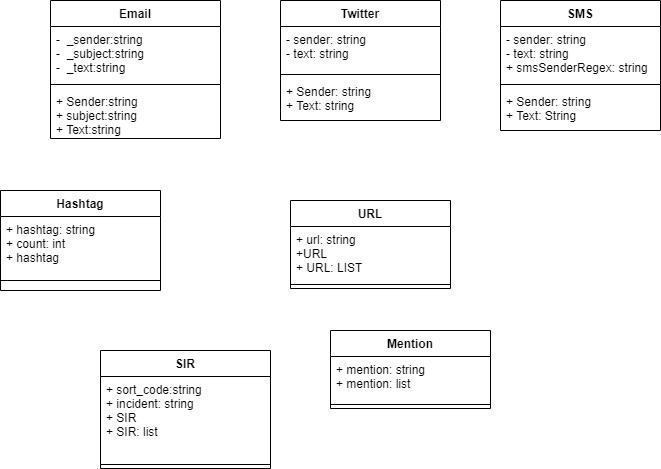 Email
- _sender:string
- _subject:string
- _text:string
+ Sender:string
+ subject:string
+ Text:string
Twitter
- sender: string
- text: string
+ Sender: string
+ Text: string
SMS
- sender: string
- text: string
+ smsSenderRegex: string
+ Sender: string
+ Text: String
Hashtag
+ hashtag: string
+ count: int
+ hashtag
URL
+ url: string
+URL
+ URL: LIST
SIR
+ sort_code:string
+ incident: string
+ SIR
+ SIR: list
Mention
+ mention: string
+ mention: list